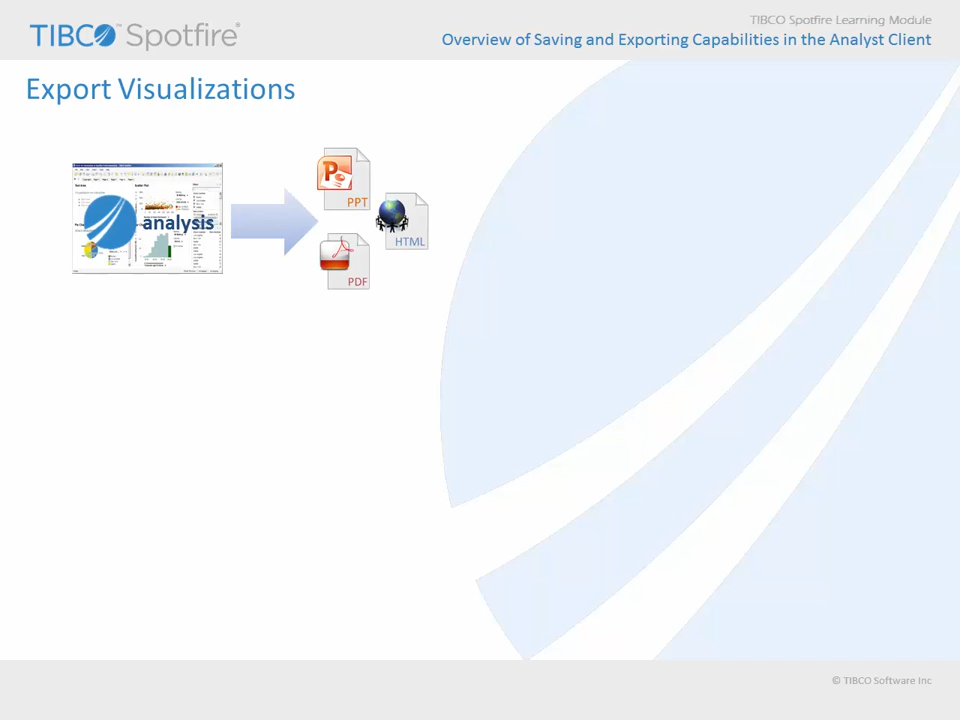 TIBCO™ Spotfire®
TIBCO Spotfire Learning Module
Overview of Saving and Exporting Capabilities in the Analyst Client
Export Visualizations
analysis
PPT
HTML
PDF
© TIBCO Software Inc